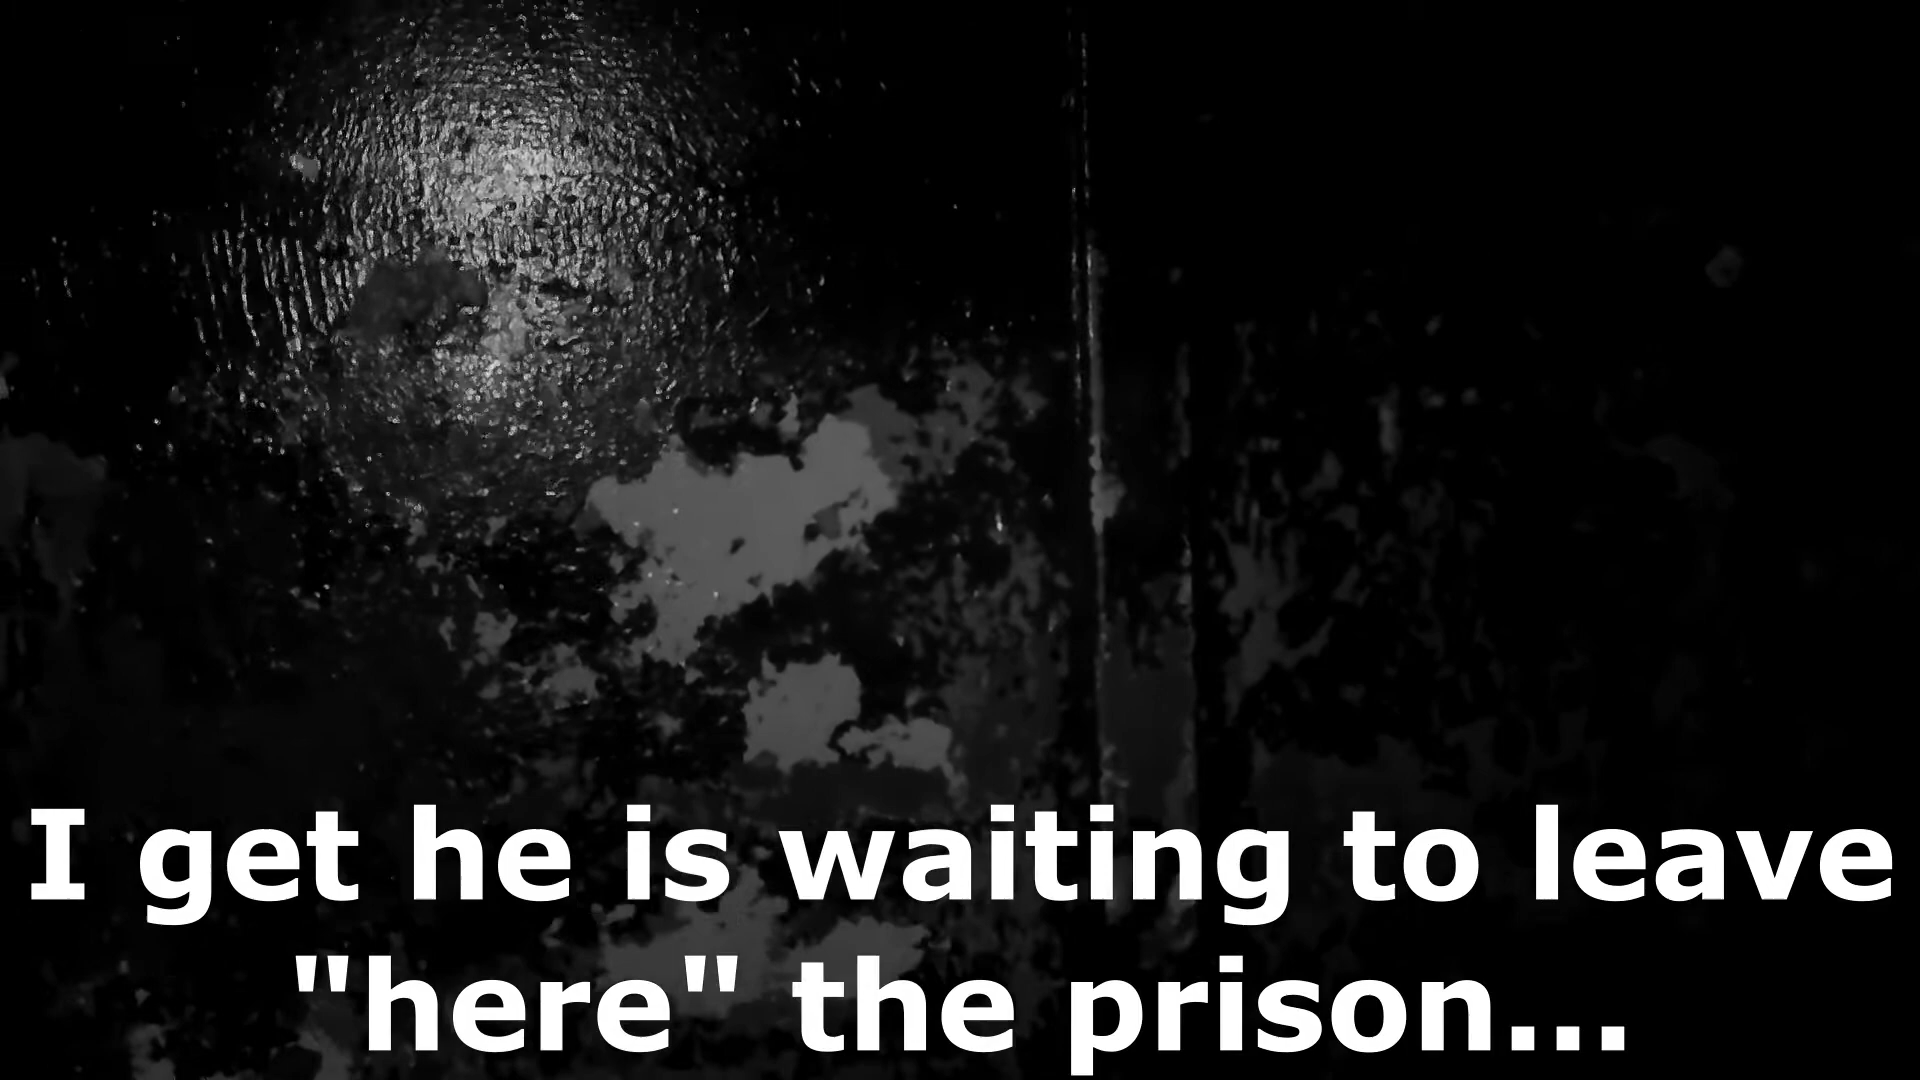 I get he is waiting to leave
"here" the prison...